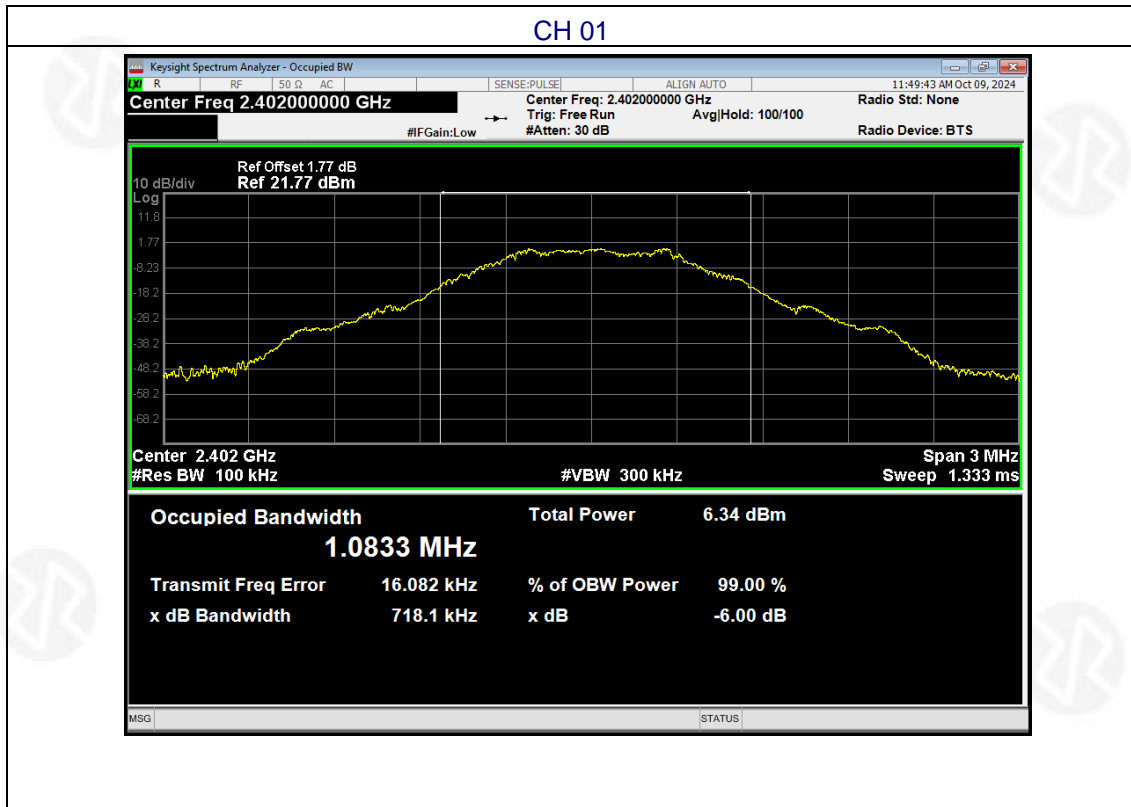 CH 01
Keysight Spectrum Analyzer - Occupied BW
LXI R RF 50 Ω AC SENSE:PULSE ALIGN AUTO 11:49:43 AM Oct 09, 2024
Center Freq 2.402000000 GHz Center Freq: 2.402000000 GHz Radio Std: None
Trig: Free Run Avg|Hold: 100/100
#IFGain:Low #Atten: 30 dB Radio Device: BTS
Ref Offset 1.77 dB
10 dB/div Ref 21.77 dBm
Log
11.8
1.77
-8.23
-18.2
-28.2
-38.2
-48.2
-58.2
-68.2
Center 2.402 GHz Span 3 MHz
#Res BW 100 kHz #VBW 300 kHz Sweep 1.333 ms
Occupied Bandwidth Total Power 6.34 dBm
1.0833 MHz
Transmit Freq Error 16.082 kHz % of OBW Power 99.00 %
x dB Bandwidth 718.1 kHz x dB -6.00 dB
MSG STATUS